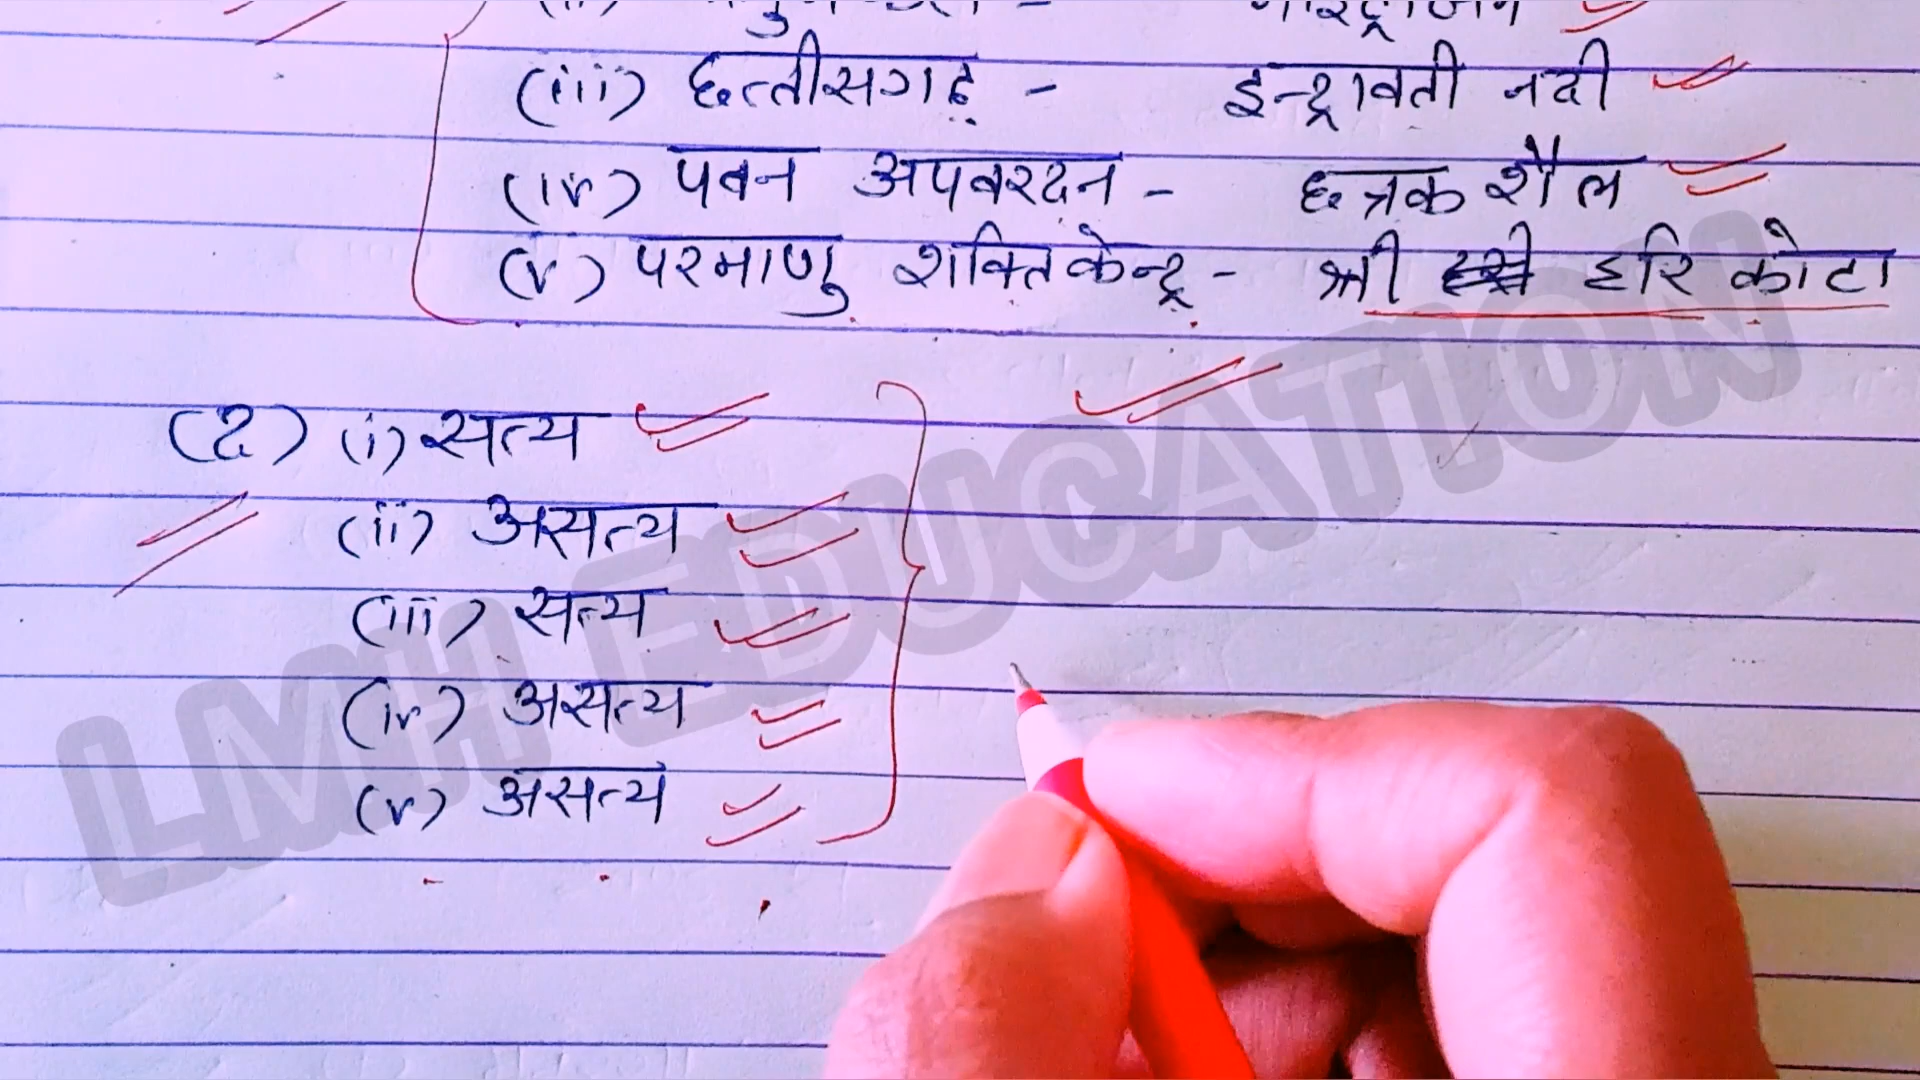 (iii) छत्तीसगढ़ - इन्द्रावती नदी
(iv) पवन अपवरदन - छत्रक शैल
(v) परमाणु शक्ति केन्द्र - श्री हरि कोटा
(2) (i) सत्य
(ii) असत्य
(iii) सत्य
(iv) असत्य
(v) असत्य
LMH EDUCATION